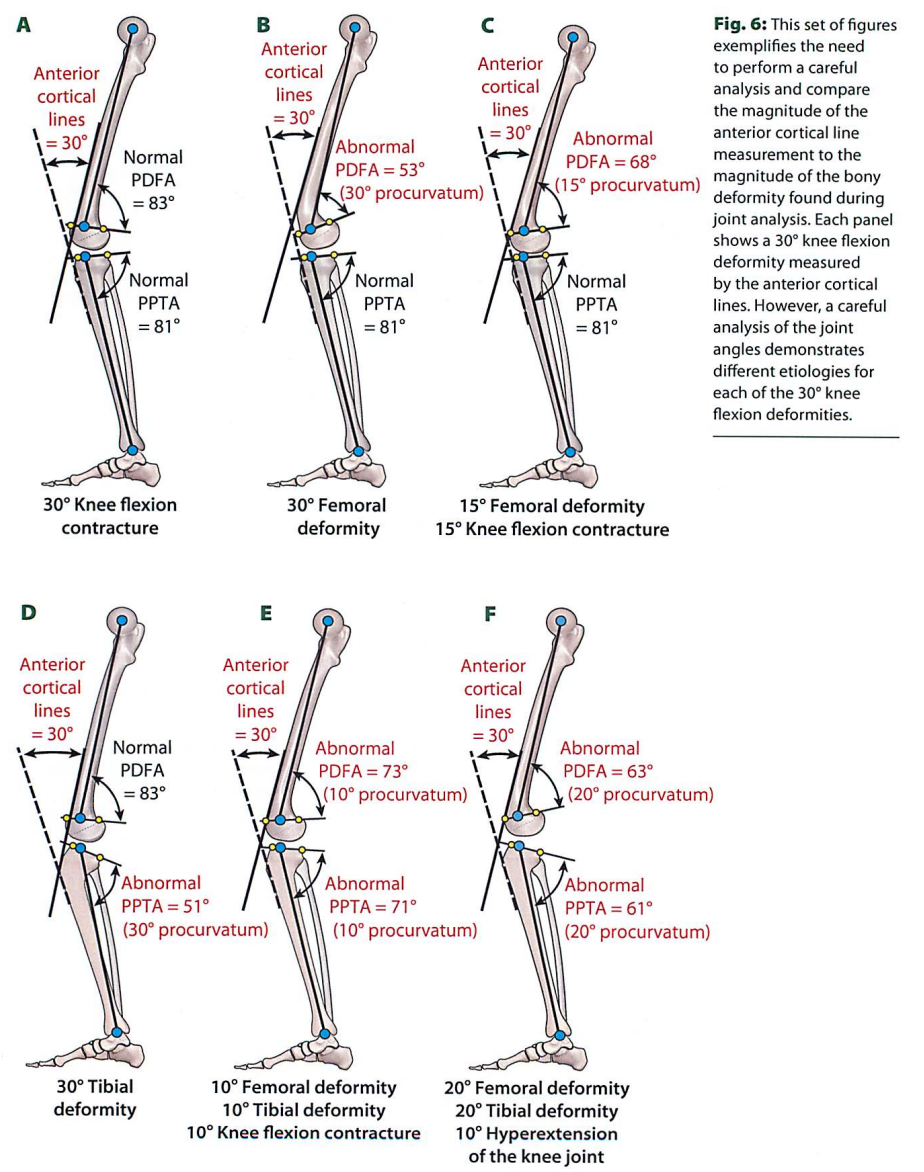 A
Anterior
cortical
lines
= 30°
Normal
PDFA
= 83°
Normal
PPTA
= 81°
30° Knee flexion
contracture
B
Anterior
cortical
lines
= 30°
Abnormal
PDFA = 53°
(30° procurvatum)
Normal
PPTA
= 81°
30° Femoral
deformity
C
Anterior
cortical
lines
= 30°
Abnormal
PDFA = 68°
(15° procurvatum)
Normal
PPTA
= 81°
15° Femoral deformity
15° Knee flexion contracture
Fig. 6: This set of figures
exemplifies the need
to perform a careful
analysis and compare
the magnitude of the
anterior cortical line
measurement to the
magnitude of the bony
deformity found during
joint analysis. Each panel
shows a 30° knee flexion
deformity measured
by the anterior cortical
lines. However, a careful
analysis of the joint
angles demonstrates
different etiologies for
each of the 30° knee
flexion deformities.
D
Anterior
cortical
lines
= 30°
Normal
PDFA
= 83°
Abnormal
PPTA = 51°
(30° procurvatum)
30° Tibial
deformity
E
Anterior
cortical
lines
= 30°
Abnormal
PDFA = 73°
(10° procurvatum)
Abnormal
PPTA = 71°
(10° procurvatum)
10° Femoral deformity
10° Tibial deformity
10° Knee flexion contracture
F
Anterior
cortical
lines
= 30°
Abnormal
PDFA = 63°
(20° procurvatum)
Abnormal
PPTA = 61°
(20° procurvatum)
20° Femoral deformity
20° Tibial deformity
10° Hyperextension
of the knee joint